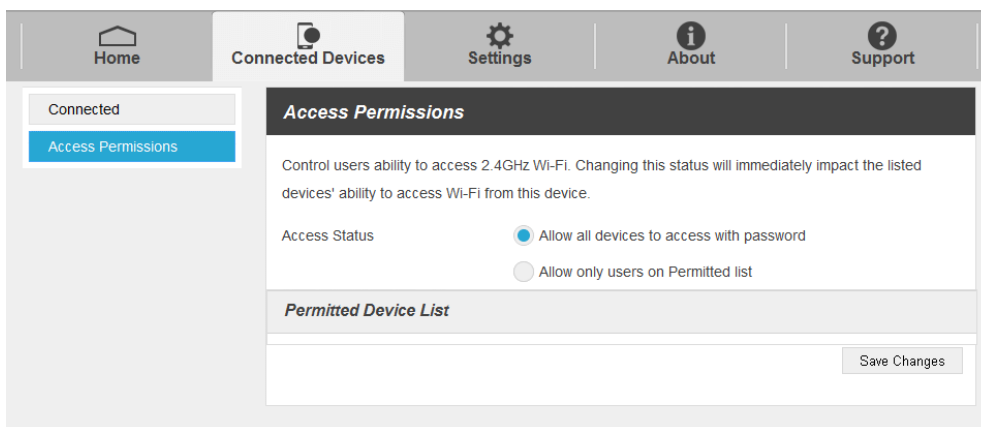 Home
Connected Devices
Settings
About
Support
Connected
Access Permissions
Access Permissions
Control users ability to access 2.4GHz Wi-Fi. Changing this status will immediately impact the listed
devices' ability to access Wi-Fi from this device.
Access Status
Allow all devices to access with password
Allow only users on Permitted list
Permitted Device List
Save Changes